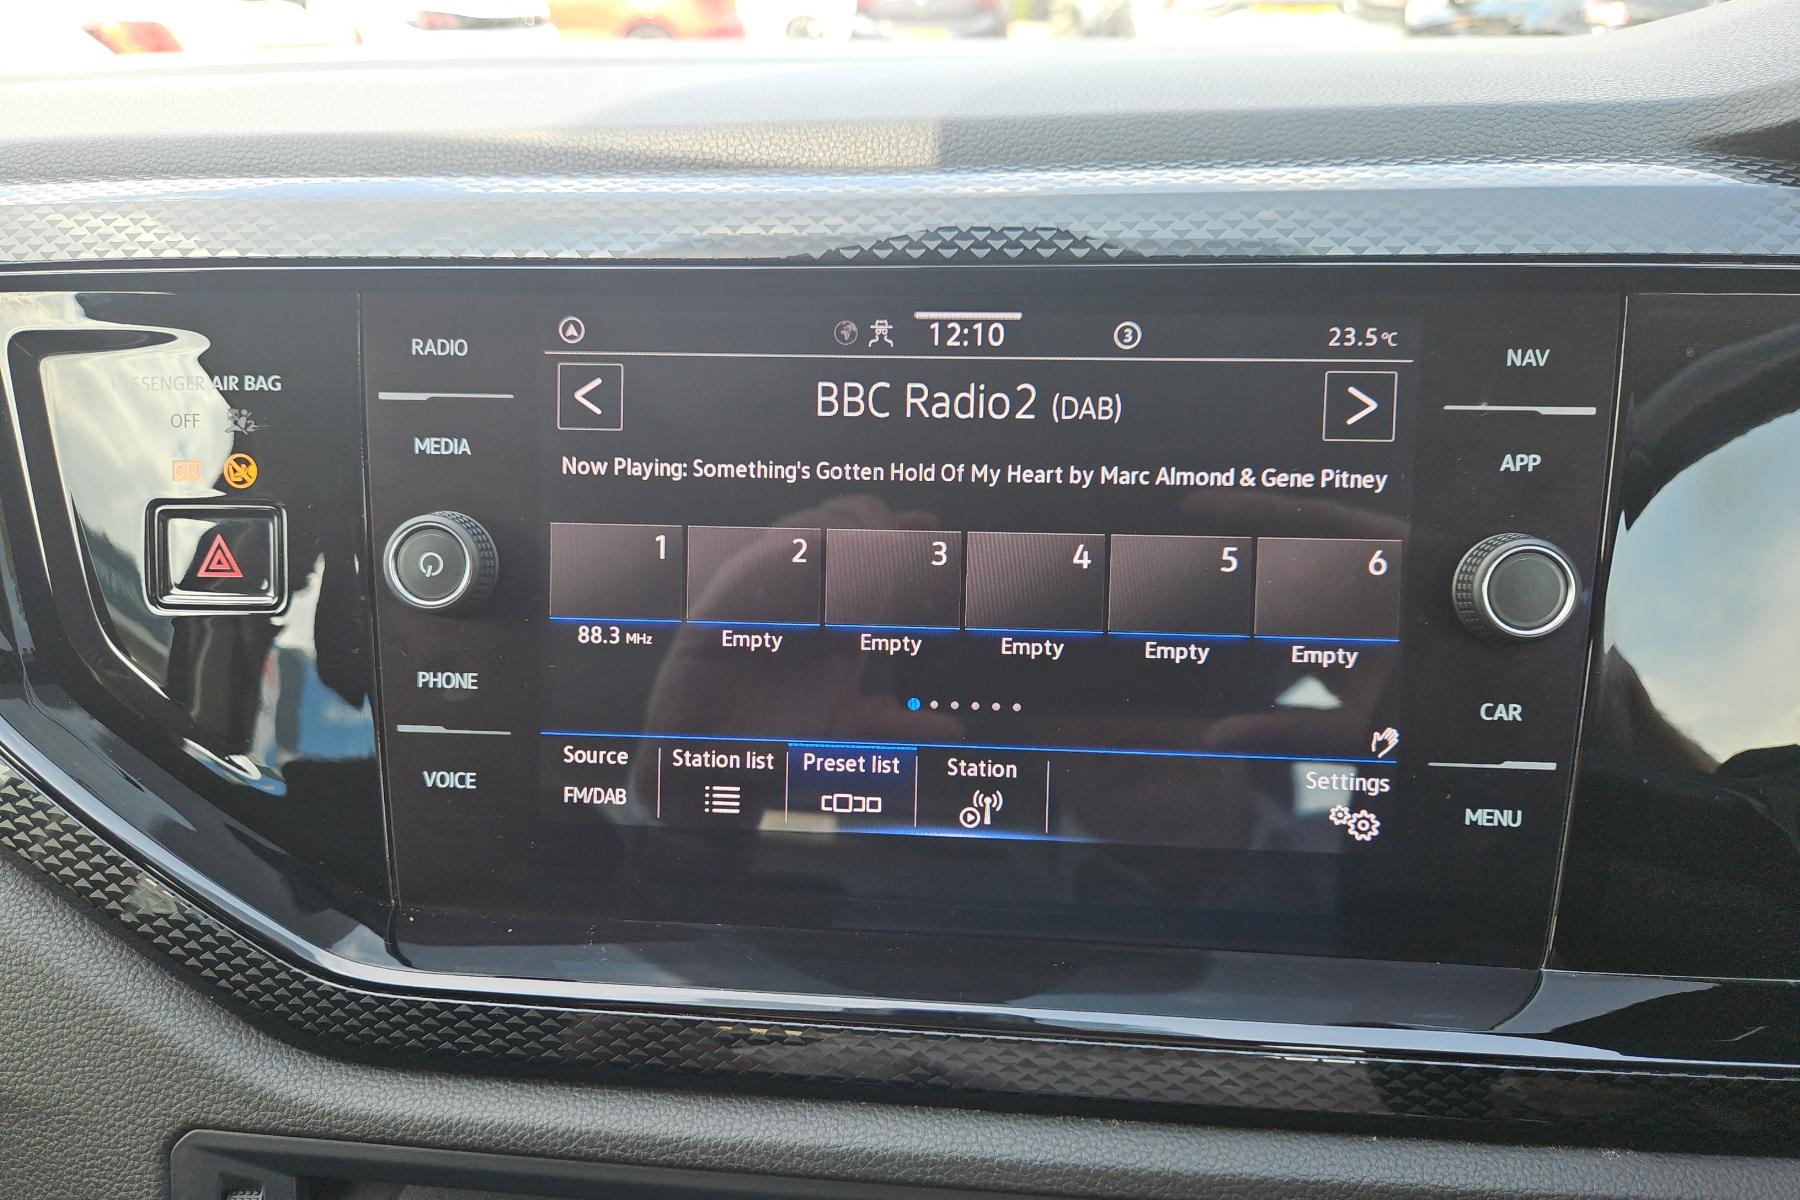 12:10
3
23.5°C
BBC Radio2 (DAB)
Now Playing: Something's Gotten Hold Of My Heart by Marc Almond & Gene Pitney
1 2 3 4 5 6
88.3 MHz Empty Empty Empty Empty Empty
Source Station list Preset list Station Settings
FM/DAB
PASSENGER AIR BAG
OFF
ON
RADIO
MEDIA
PHONE
VOICE
NAV
APP
CAR
MENU